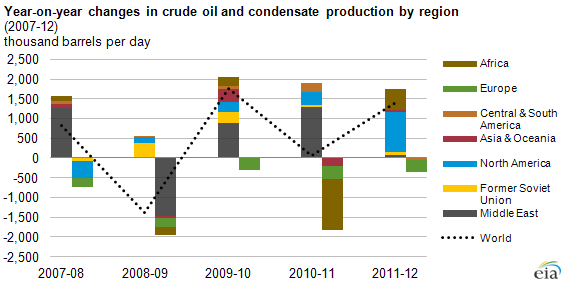 Year-on-year changes in crude oil and condensate production by region
(2007-12)
thousand barrels per day
2,500
2,000
1,500
1,000
500
0
-500
-1,000
-1,500
-2,000
-2,500
2007-08
2008-09
2009-10
2010-11
2011-12
Africa
Europe
Central & South
America
Asia & Oceania
North America
Former Soviet
Union
Middle East
World
eia